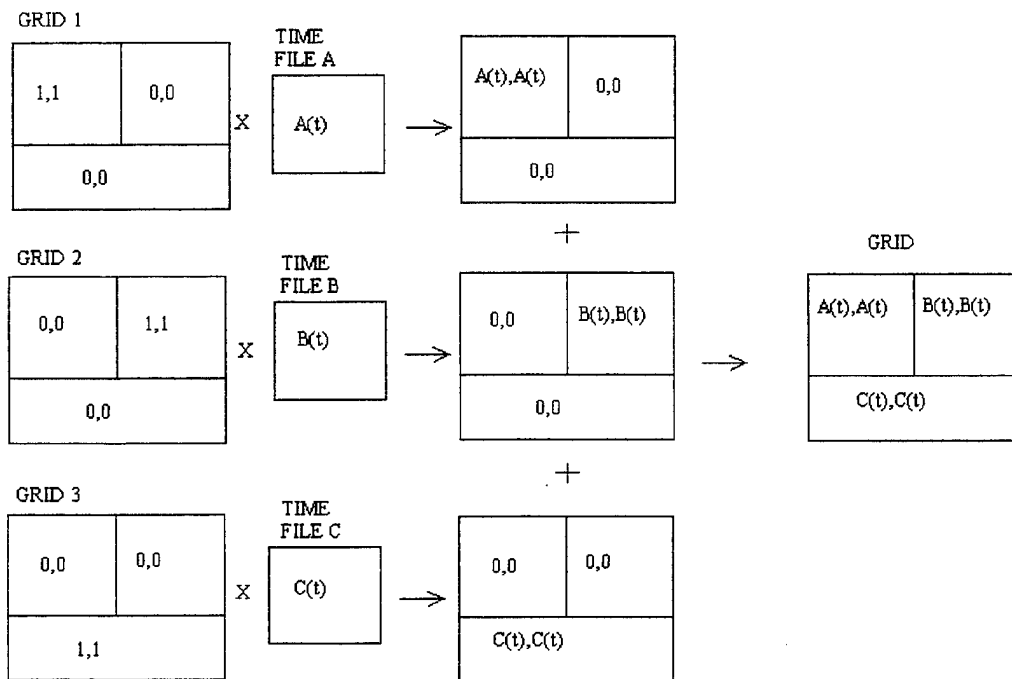 GRID 1
TIME
FILE A
1,1
0,0
X
A(t)
A(t),A(t)
0,0
0,0
0,0
+
GRID 2
TIME
FILE B
GRID
0,0
1,1
X
B(t)
0,0
B(t),B(t)
A(t),A(t)
B(t),B(t)
0,0
0,0
C(t),C(t)
+
GRID 3
TIME
FILE C
0,0
0,0
X
C(t)
0,0
0,0
1,1
C(t),C(t)